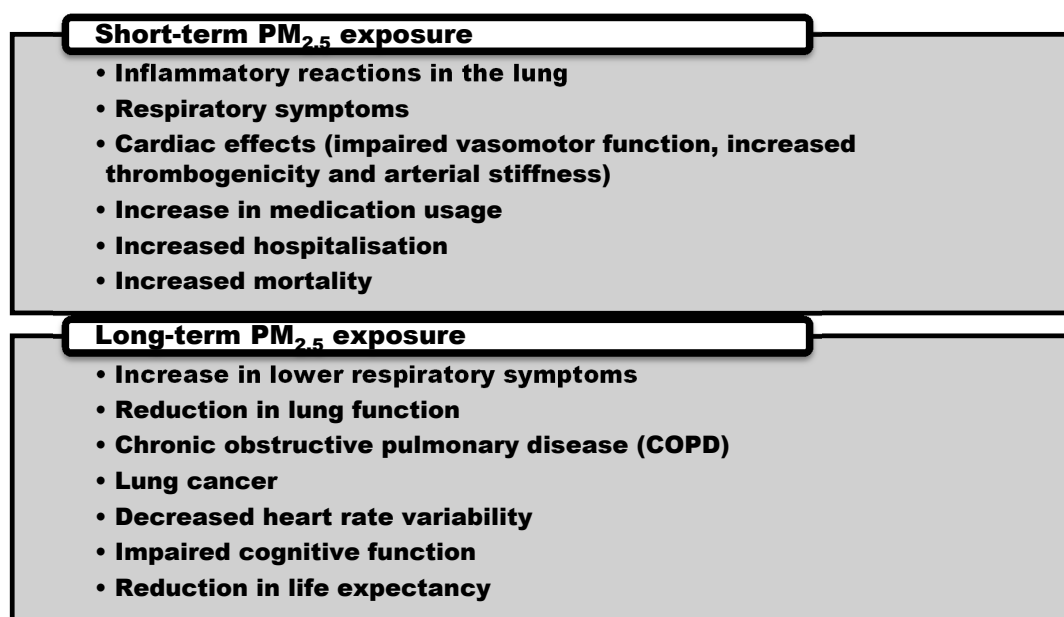 Short-term PM2.5 exposure
• Inflammatory reactions in the lung
• Respiratory symptoms
• Cardiac effects (impaired vasomotor function, increased
thrombogenicity and arterial stiffness)
• Increase in medication usage
• Increased hospitalisation
• Increased mortality
Long-term PM2.5 exposure
• Increase in lower respiratory symptoms
• Reduction in lung function
• Chronic obstructive pulmonary disease (COPD)
• Lung cancer
• Decreased heart rate variability
• Impaired cognitive function
• Reduction in life expectancy